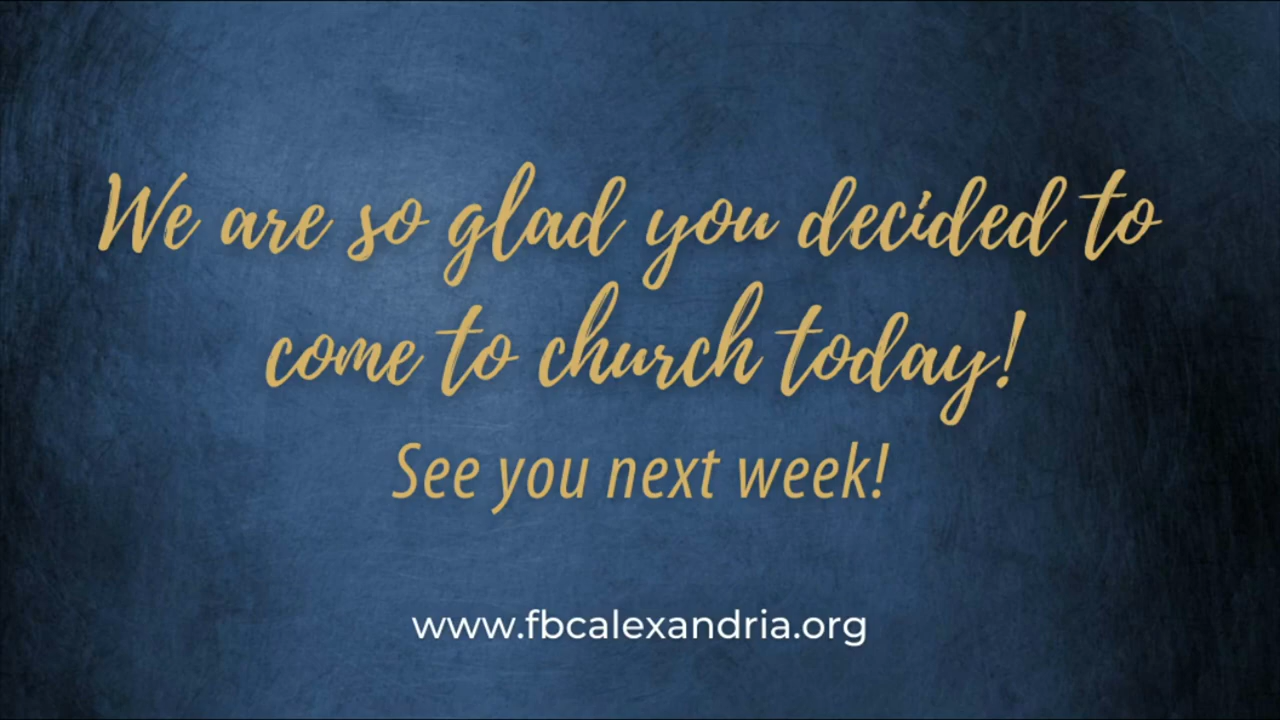 We are so glad you decided to
come to church today!
See you next week!
www.fbcalexandria.org